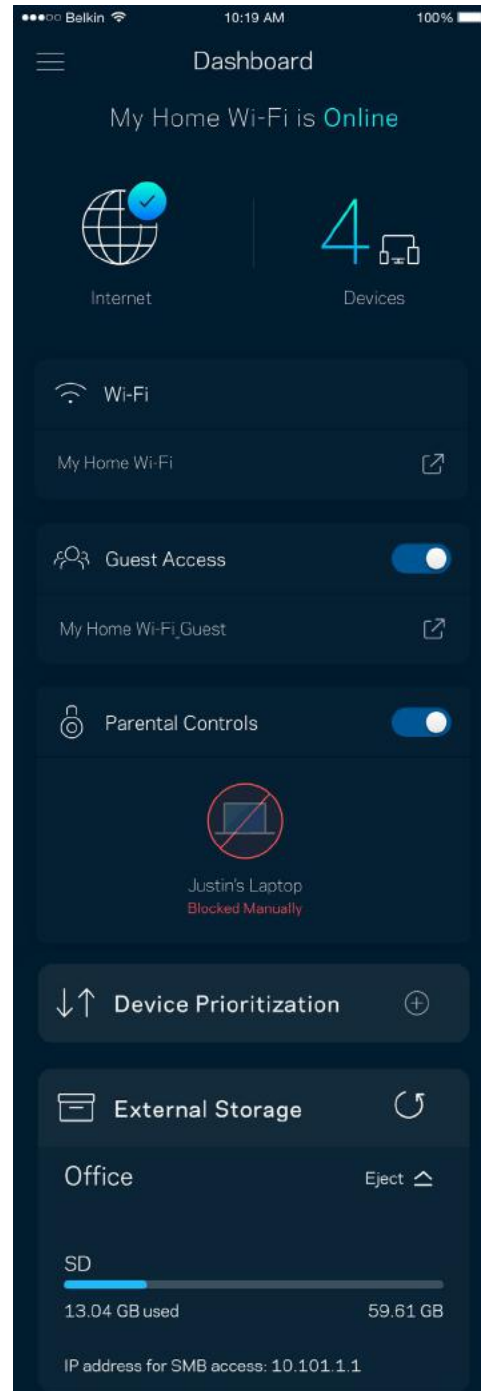 Belkin 10:19 AM 100%
Dashboard
My Home Wi-Fi is Online
4
Internet Devices
Wi-Fi
My Home Wi-Fi
Guest Access
My Home Wi-Fi_Guest
Parental Controls
Justin's Laptop
Blocked Manually
Device Prioritization
External Storage
Office Eject
SD
13.04 GB used 59.61 GB
IP address for SMB access: 10.101.1.1